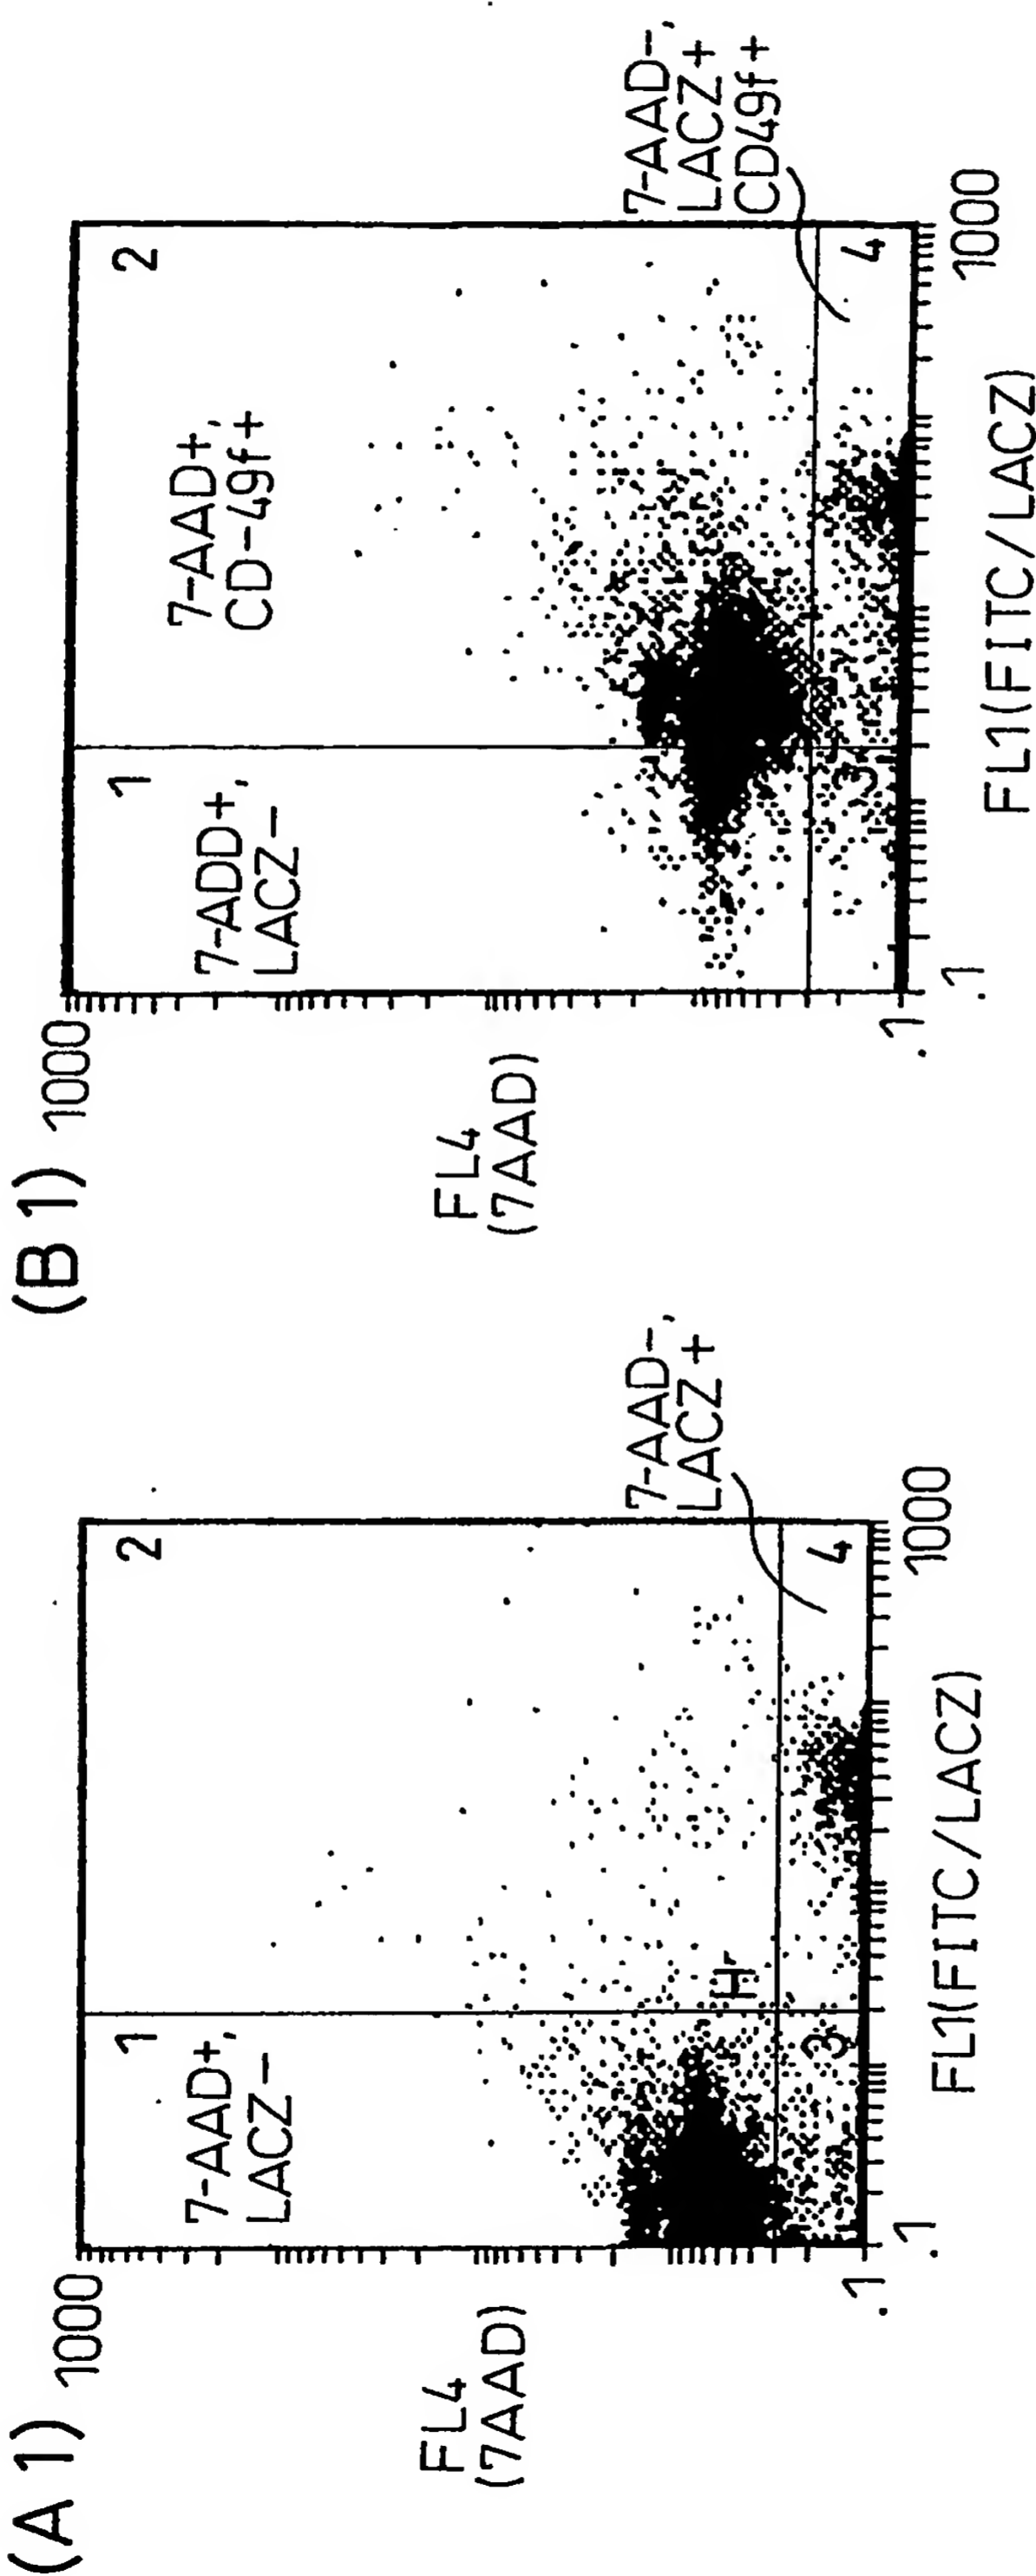 (A 1)
1000
FL4
(7AAD)
.1
.1
1
7-AAD+,
LACZ-
2
H
3
4
7-AAD-,
LACZ+
1000
FL1(FITC/LACZ)
(B 1)
1000
FL4
(7AAD)
.1
.1
1
7-ADD+,
LACZ-
2
7-AAD+,
CD-49f+
3
4
7-AAD-,
LACZ+
CD49f+
1000
FL1(FITC/LACZ)